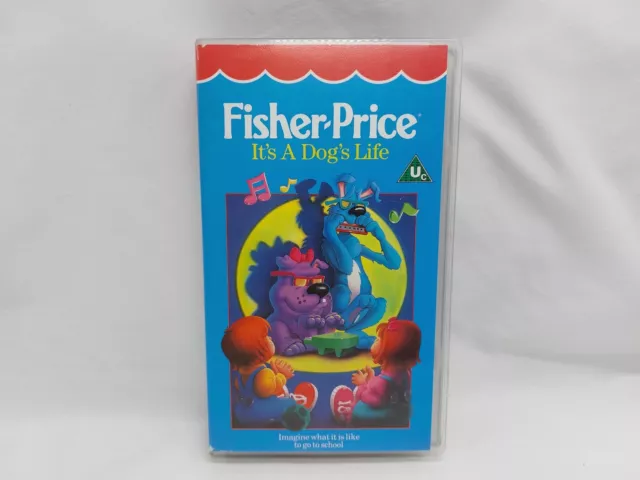 Fisher-Price
It's A Dog's Life
Uc
Imagine what it is like
to go to school